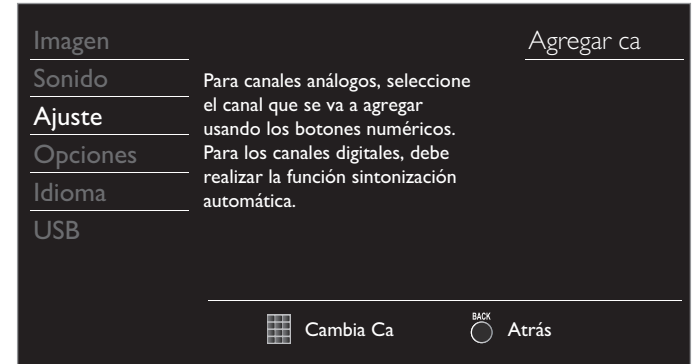 Imagen
Sonido
Ajuste
Opciones
Idioma
USB
Agregar ca
Para canales análogos, seleccione
el canal que se va a agregar
usando los botones numéricos.
Para los canales digitales, debe
realizar la función sintonización
automática.
Cambia Ca
BACK
Atrás